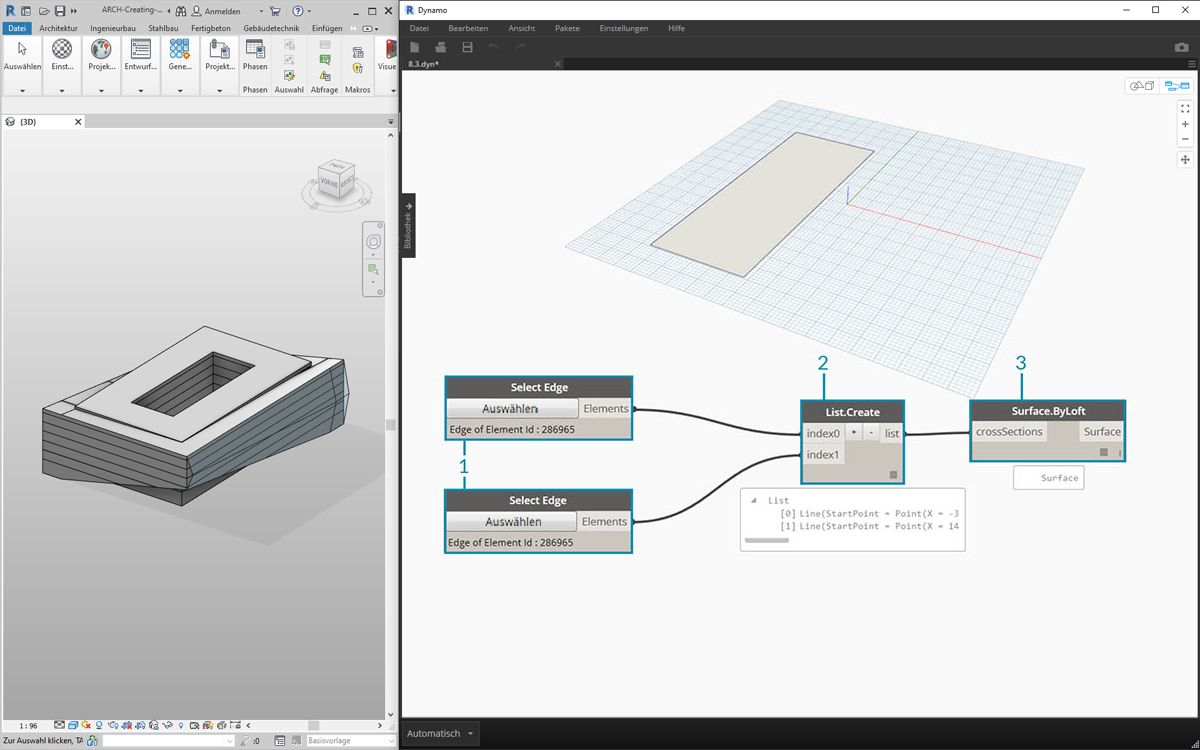 ARCH-Creating-...
Anmelden
Datei Architektur Ingenieurbau Stahlbau Fertigbeton Gebäudetechnik Einfügen
Auswählen Einst... Projek... Entwurf... Gene... Projekt... Phasen Visue
Phasen Auswahl Abfrage Makros
{3D}
VORNE
1 : 96
Zur Auswahl klicken, TA
:0
Basisvorlage
Dynamo
Datei Bearbeiten Ansicht Pakete Einstellungen Hilfe
8.3.dyn*
Bibliothek
Select Edge
Auswählen Elements
Edge of Element Id : 286965
1
Select Edge
Auswählen Elements
Edge of Element Id : 286965
2
List.Create
index0 + - list
index1
List
[0] Line(StartPoint = Point(X = -3
[1] Line(StartPoint = Point(X = 14
3
Surface.ByLoft
crossSections Surface
Surface
Automatisch